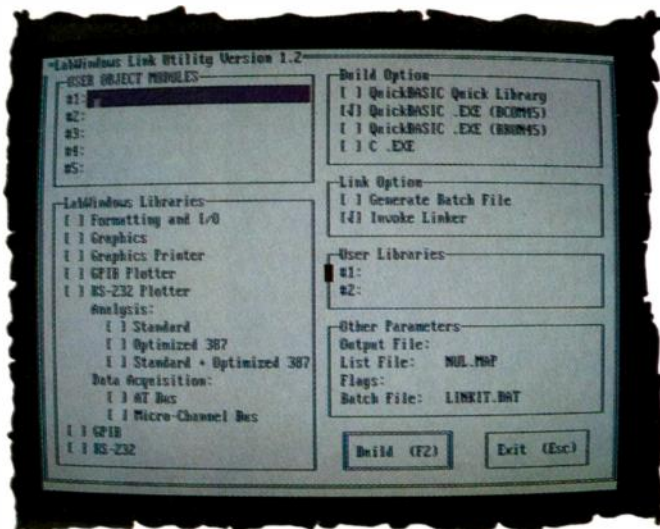 LabWindows Link Utility Version 1.2
USER OBJECT MODULES
#1:
#2:
#3:
#4:
#5:
LabWindows Libraries
[ ] Formatting and I/O
[ ] Graphics
[ ] Graphics Printer
[ ] GPIB Plotter
[ ] RS-232 Plotter
Analysis:
[ ] Standard
[ ] Optimized 387
[ ] Standard + Optimized 387
Data Acquisition:
[ ] AT Bus
[ ] Micro-Channel Bus
[ ] GPIB
[ ] RS-232
Build Option
[ ] QuickBASIC Quick Library
[√] QuickBASIC .EXE (BCOM45)
[ ] QuickBASIC .EXE (BRUN45)
[ ] C .EXE
Link Option
[ ] Generate Batch File
[√] Invoke Linker
User Libraries
#1:
#2:
Other Parameters
Output File:
List File: NUL.MAP
Flags:
Batch File: LINKIT.BAT
Build (F2)
Exit (Esc)